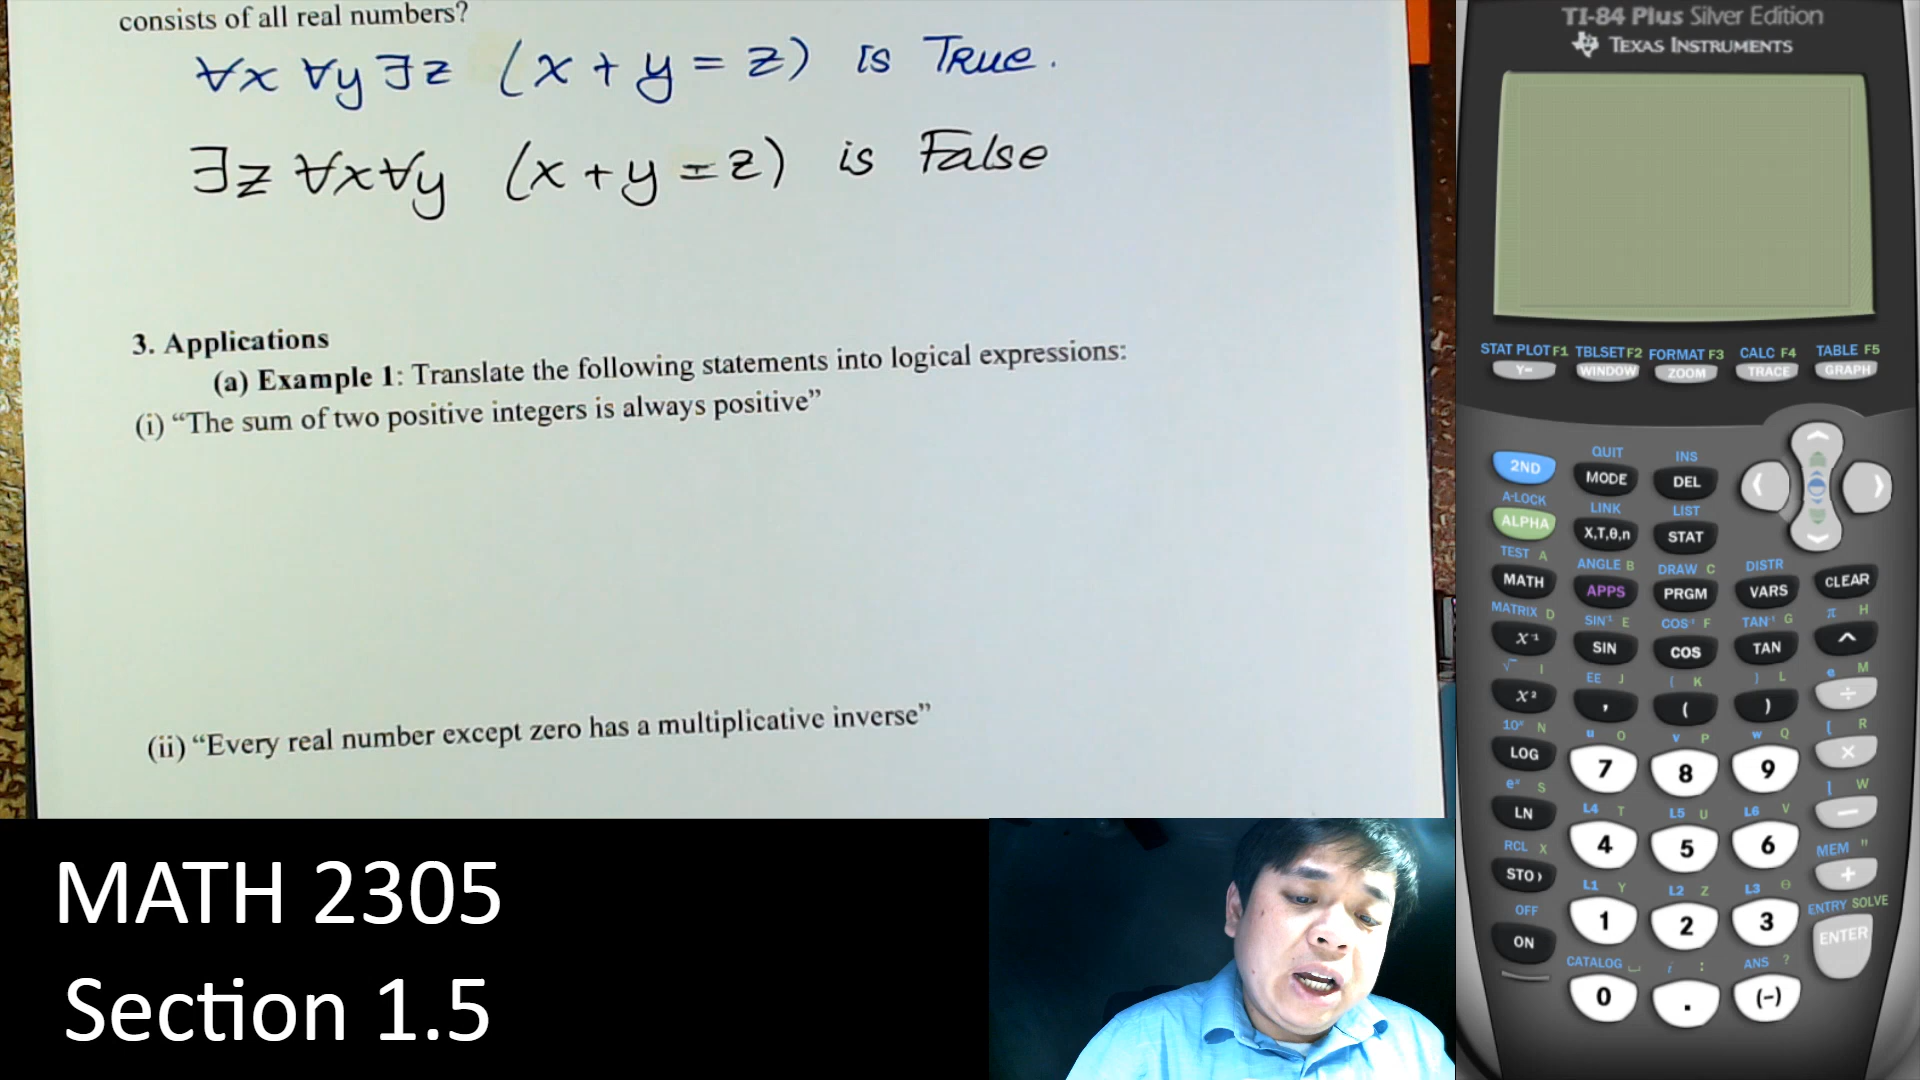 consists of all real numbers?
∀x ∀y ∃z (x + y = z) is True.
∃z ∀x∀y (x + y = z) is False
3. Applications
(a) Example 1: Translate the following statements into logical expressions:
(i) “The sum of two positive integers is always positive”
(ii) “Every real number except zero has a multiplicative inverse”
MATH 2305
Section 1.5
TI-84 Plus Silver Edition
TEXAS INSTRUMENTS
STAT PLOT F1 TBLSET F2 FORMAT F3 CALC F4 TABLE F5
Y= WINDOW ZOOM TRACE GRAPH
QUIT INS
2ND MODE DEL
A-LOCK LINK LIST
ALPHA X,T,θ,n STAT
TEST A ANGLE B DRAW C DISTR
MATH APPS PRGM VARS CLEAR
MATRIX D SIN⁻¹ E COS⁻¹ F TAN⁻¹ G π H
X⁻¹ SIN COS TAN ^
√ I EE J { K } L e M
X² , ( ) ÷
10ˣ N u O v P w Q [ R
LOG 7 8 9 ×
eˣ S L4 T L5 U L6 V ] W
LN 4 5 6 −
RCL X L1 Y L2 Z L3 θ MEM "
STO› 1 2 3 +
OFF CATALOG ⎵ i : ANS ? ENTRY SOLVE
ON 0 . (-) ENTER